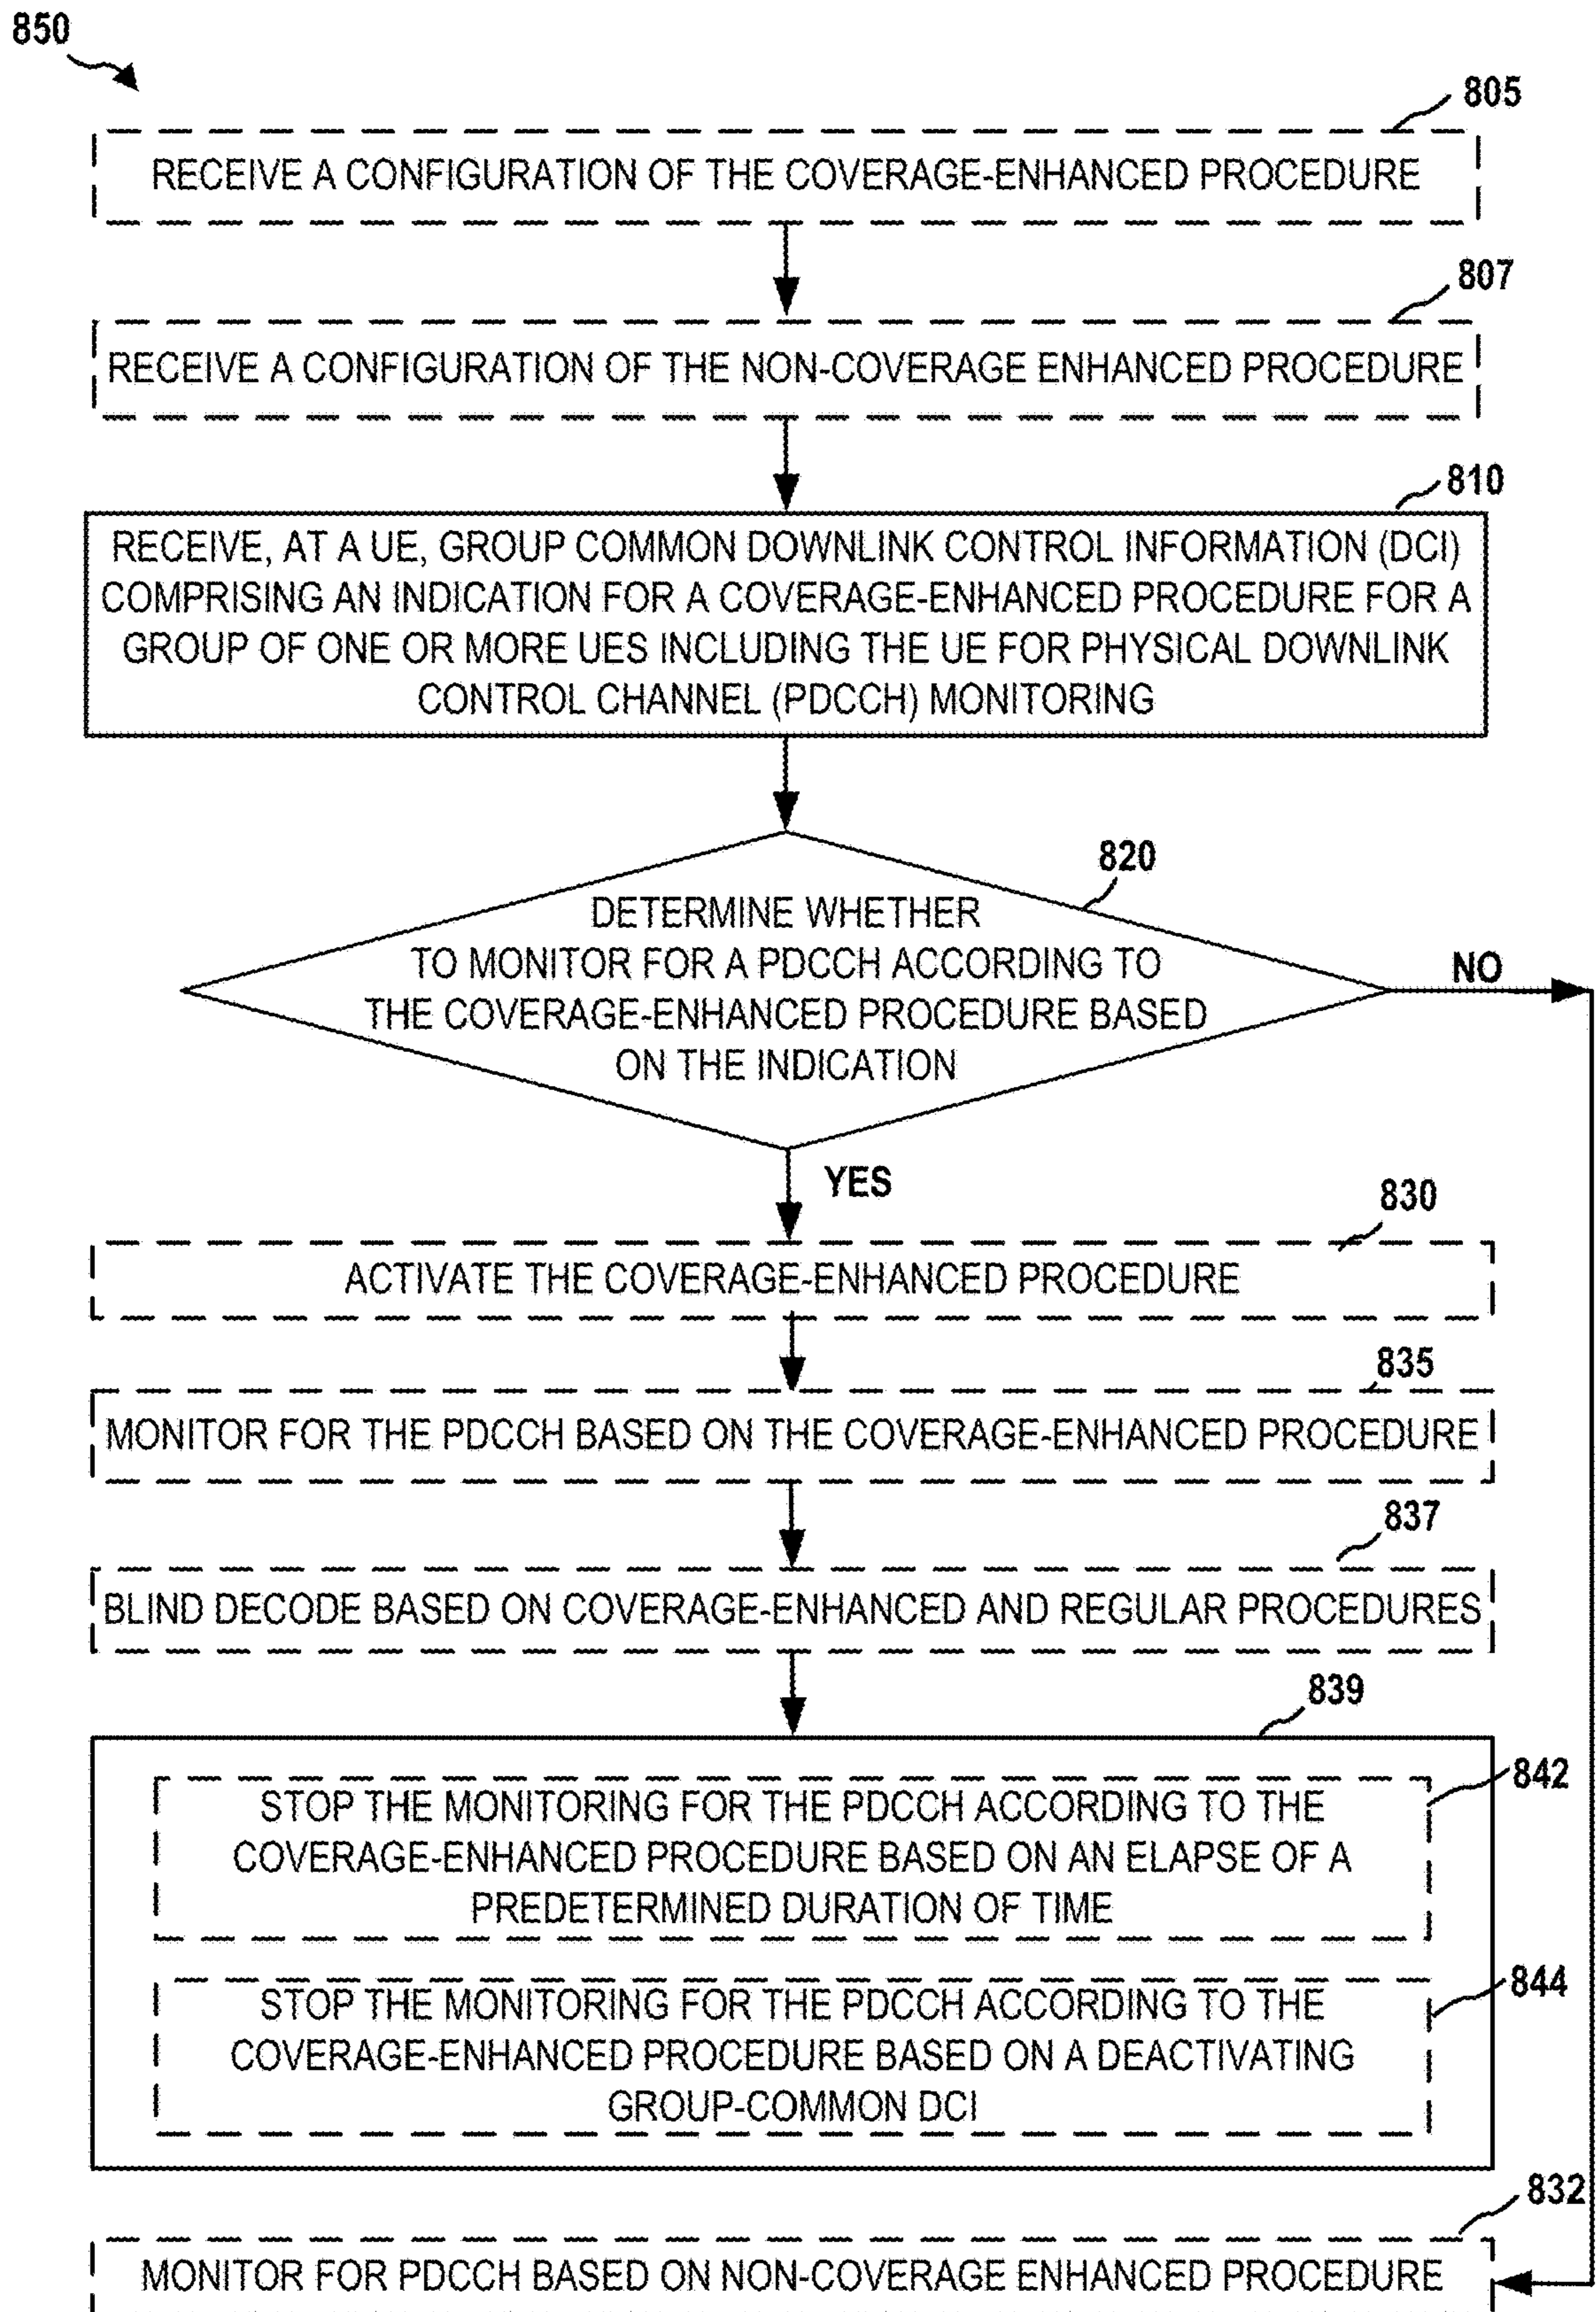 850
805
RECEIVE A CONFIGURATION OF THE COVERAGE-ENHANCED PROCEDURE
807
RECEIVE A CONFIGURATION OF THE NON-COVERAGE ENHANCED PROCEDURE
810
RECEIVE, AT A UE, GROUP COMMON DOWNLINK CONTROL INFORMATION (DCI)
COMPRISING AN INDICATION FOR A COVERAGE-ENHANCED PROCEDURE FOR A
GROUP OF ONE OR MORE UES INCLUDING THE UE FOR PHYSICAL DOWNLINK
CONTROL CHANNEL (PDCCH) MONITORING
820
DETERMINE WHETHER
TO MONITOR FOR A PDCCH ACCORDING TO
THE COVERAGE-ENHANCED PROCEDURE BASED
ON THE INDICATION
NO
YES
830
ACTIVATE THE COVERAGE-ENHANCED PROCEDURE
835
MONITOR FOR THE PDCCH BASED ON THE COVERAGE-ENHANCED PROCEDURE
837
BLIND DECODE BASED ON COVERAGE-ENHANCED AND REGULAR PROCEDURES
839
842
STOP THE MONITORING FOR THE PDCCH ACCORDING TO THE
COVERAGE-ENHANCED PROCEDURE BASED ON AN ELAPSE OF A
PREDETERMINED DURATION OF TIME
844
STOP THE MONITORING FOR THE PDCCH ACCORDING TO THE
COVERAGE-ENHANCED PROCEDURE BASED ON A DEACTIVATING
GROUP-COMMON DCI
832
MONITOR FOR PDCCH BASED ON NON-COVERAGE ENHANCED PROCEDURE